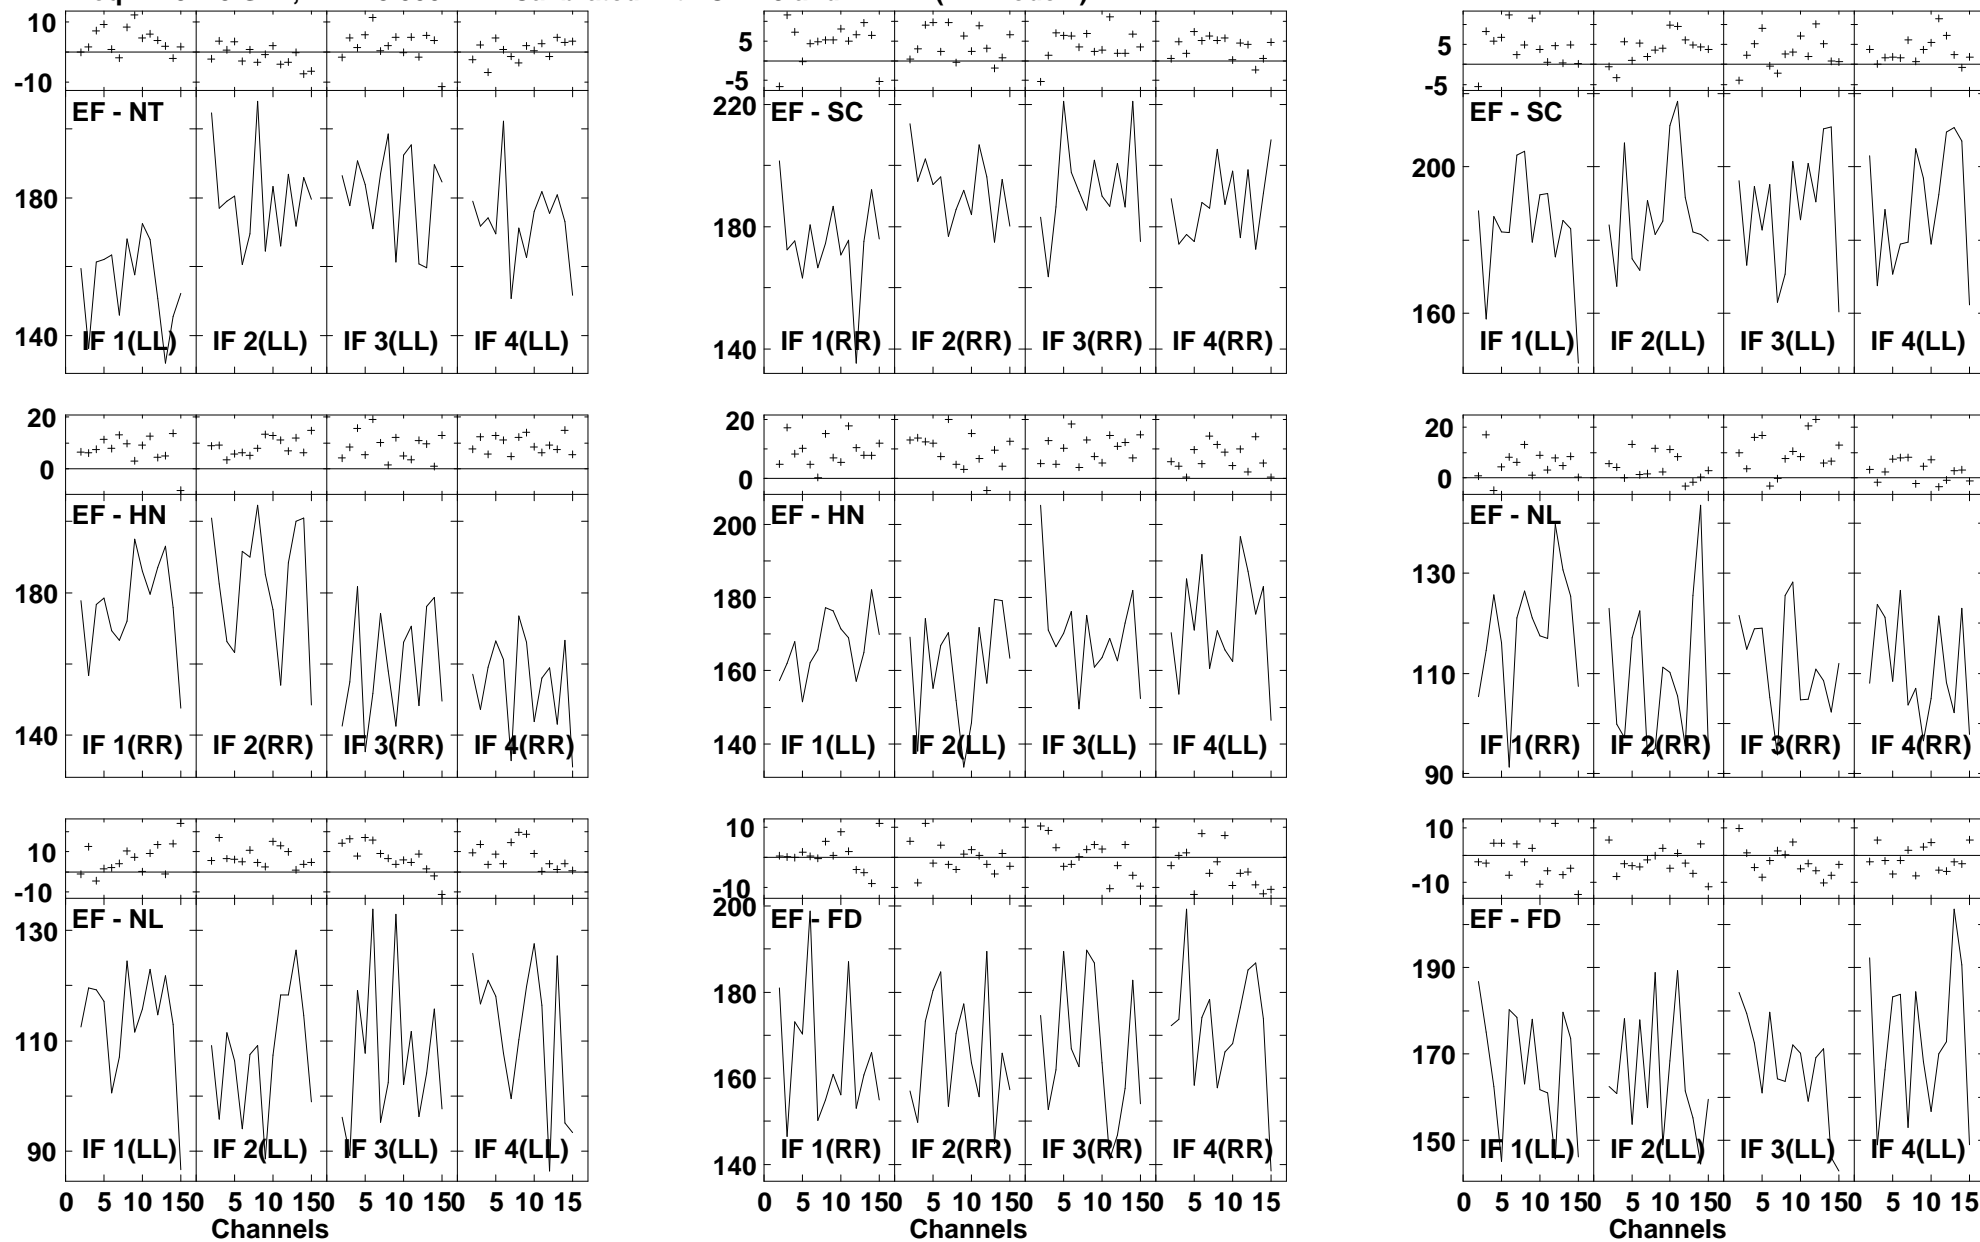 10
-10
EF - NT
180
140
IF 1(LL) IF 2(LL) IF 3(LL) IF 4(LL)
5
-5
EF - SC
220
180
140
IF 1(RR) IF 2(RR) IF 3(RR) IF 4(RR)
5
-5
EF - SC
200
160
IF 1(LL) IF 2(LL) IF 3(LL) IF 4(LL)
20
0
EF - HN
180
140
IF 1(RR) IF 2(RR) IF 3(RR) IF 4(RR)
20
0
EF - HN
200
180
160
140
IF 1(LL) IF 2(LL) IF 3(LL) IF 4(LL)
20
0
EF - NL
130
110
90
IF 1(RR) IF 2(RR) IF 3(RR) IF 4(RR)
10
-10
EF - NL
130
110
90
IF 1(LL) IF 2(LL) IF 3(LL) IF 4(LL)
0 5 10 150 5 10 150 5 10 150 5 10 15
Channels
10
-10
EF - FD
200
180
160
140
IF 1(RR) IF 2(RR) IF 3(RR) IF 4(RR)
0 5 10 150 5 10 150 5 10 150 5 10 15
Channels
10
-10
EF - FD
190
170
150
IF 1(LL) IF 2(LL) IF 3(LL) IF 4(LL)
0 5 10 150 5 10 150 5 10 150 5 10 15
Channels